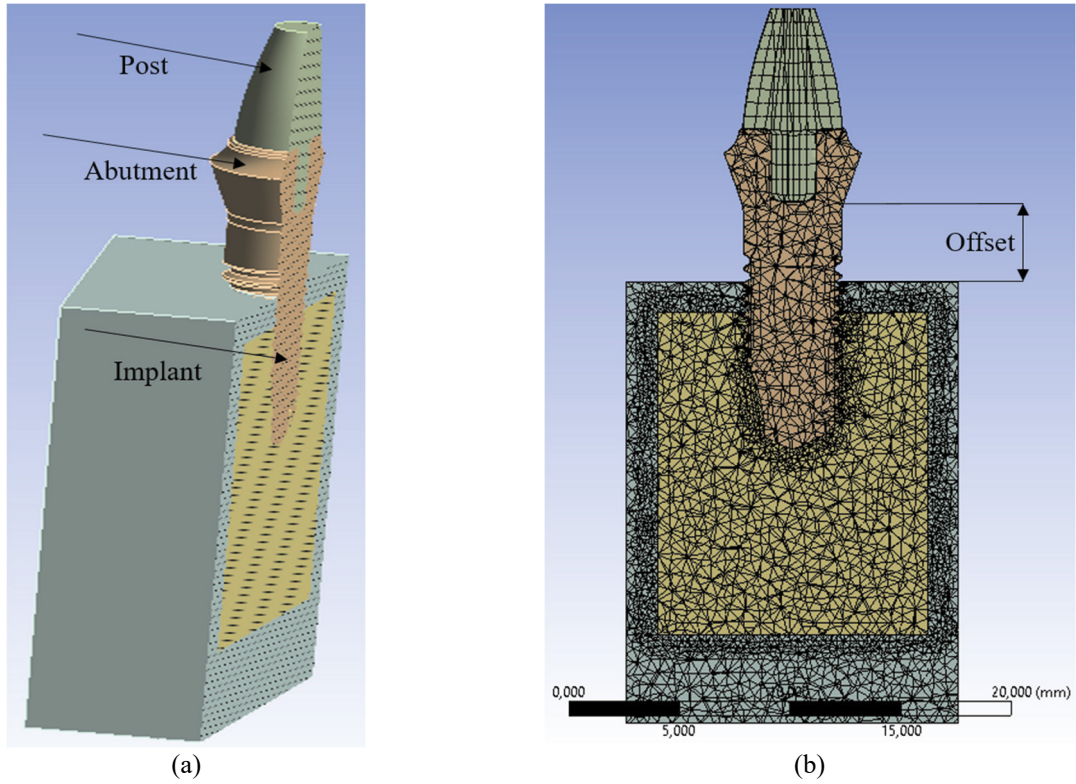 Post
Abutment
Implant
Offset
0,000
20,000 (mm)
5,000
15,000
(a)
(b)